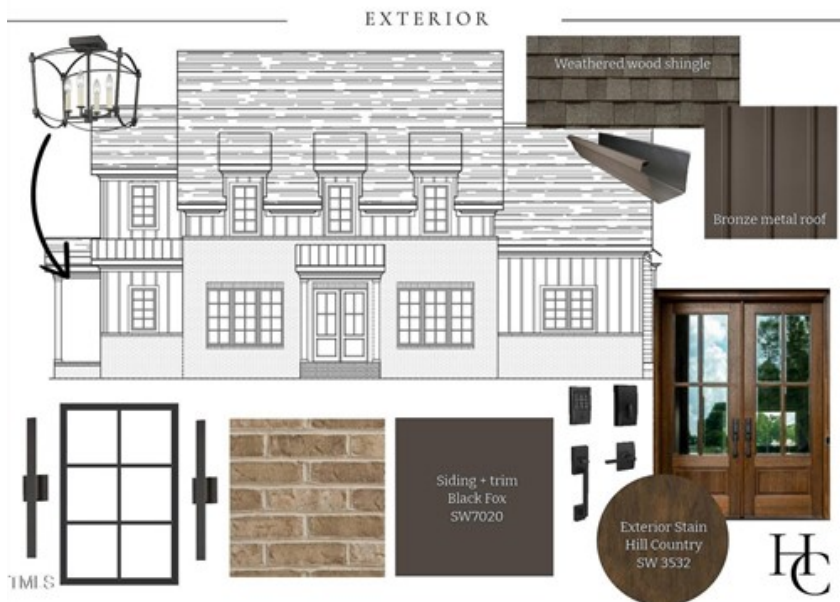 EXTERIOR
Weathered wood shingle
Bronze metal roof
Siding + trim
Black Fox
SW7020
Exterior Stain
Hill Country
SW 3532
HC
TMLS